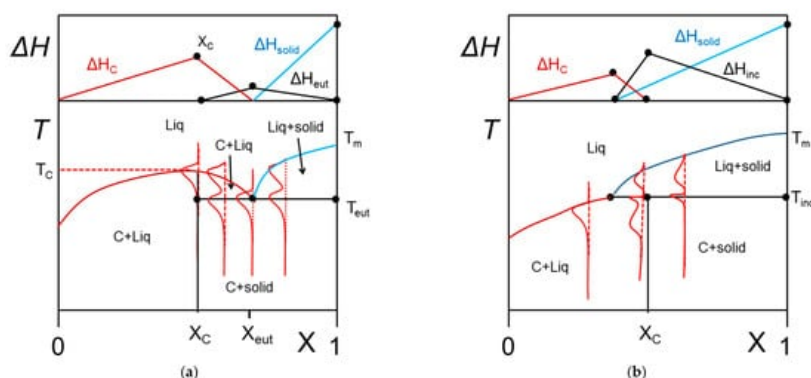 ΔH
X_C
ΔH_C
ΔH_solid
ΔH_eut
T
Liq
Liq+solid
C+Liq
T_C
T_m
T_eut
C+Liq
C+solid
0
X_C
X_eut
X
1
(a)
ΔH
ΔH_C
ΔH_solid
ΔH_inc
T
Liq
T_m
Liq+solid
T_inc
C+Liq
C+solid
0
X_C
X
1
(b)